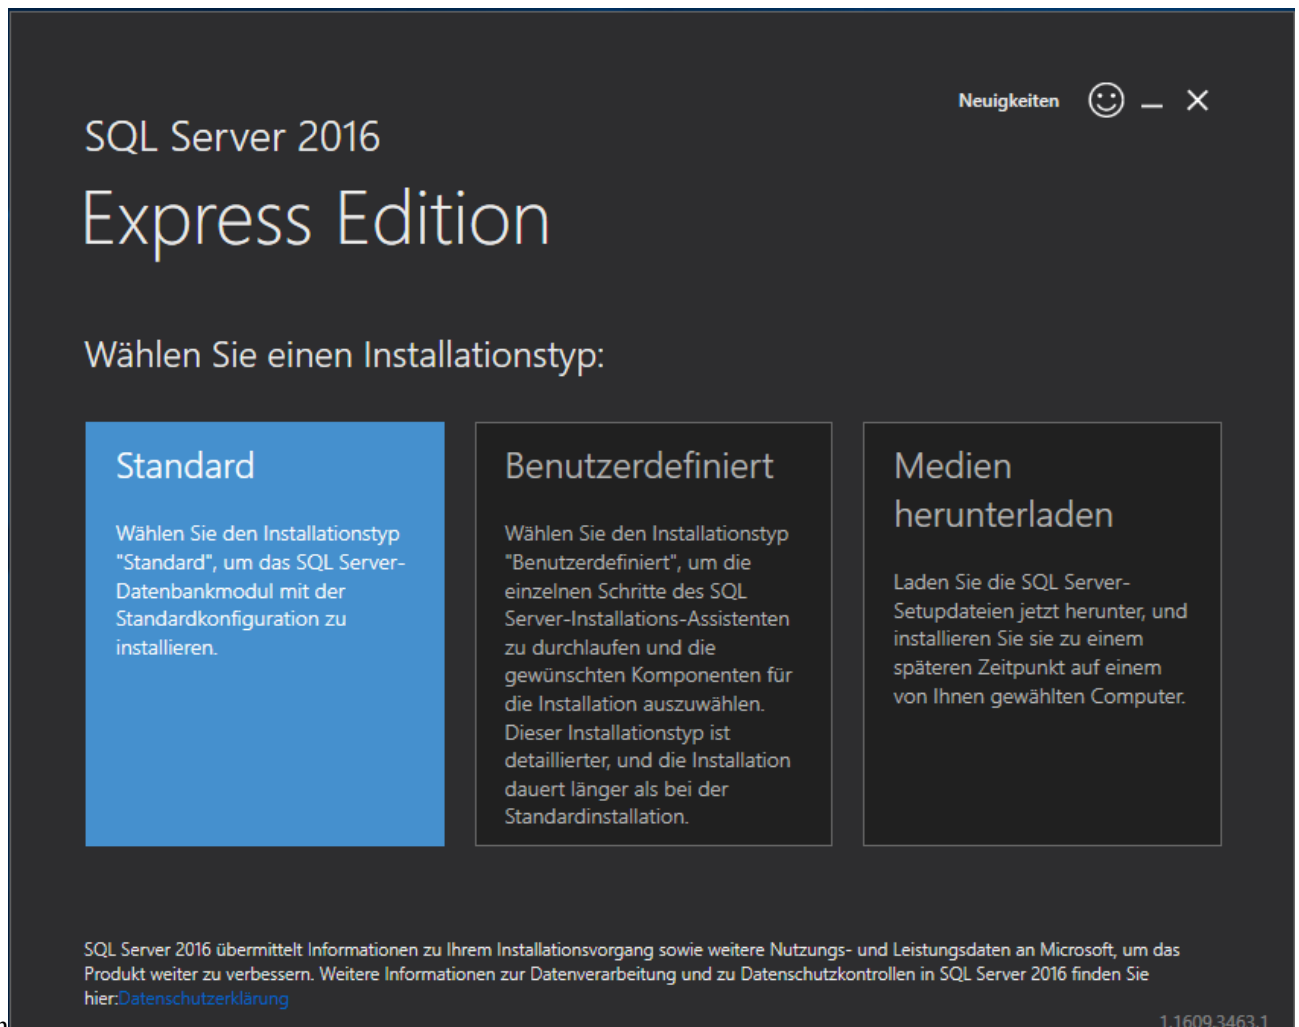 Neuigkeiten
SQL Server 2016
Express Edition
Wählen Sie einen Installationstyp:
Standard
Wählen Sie den Installationstyp
"Standard", um das SQL Server-
Datenbankmodul mit der
Standardkonfiguration zu
installieren.
Benutzerdefiniert
Wählen Sie den Installationstyp
"Benutzerdefiniert", um die
einzelnen Schritte des SQL
Server-Installations-Assistenten
zu durchlaufen und die
gewünschten Komponenten für
die Installation auszuwählen.
Dieser Installationstyp ist
detaillierter, und die Installation
dauert länger als bei der
Standardinstallation.
Medien
herunterladen
Laden Sie die SQL Server-
Setupdateien jetzt herunter, und
installieren Sie sie zu einem
späteren Zeitpunkt auf einem
von Ihnen gewählten Computer.
SQL Server 2016 übermittelt Informationen zu Ihrem Installationsvorgang sowie weitere Nutzungs- und Leistungsdaten an Microsoft, um das
Produkt weiter zu verbessern. Weitere Informationen zur Datenverarbeitung und zu Datenschutzkontrollen in SQL Server 2016 finden Sie
hier:Datenschutzerklärung
1.1609.3463.1